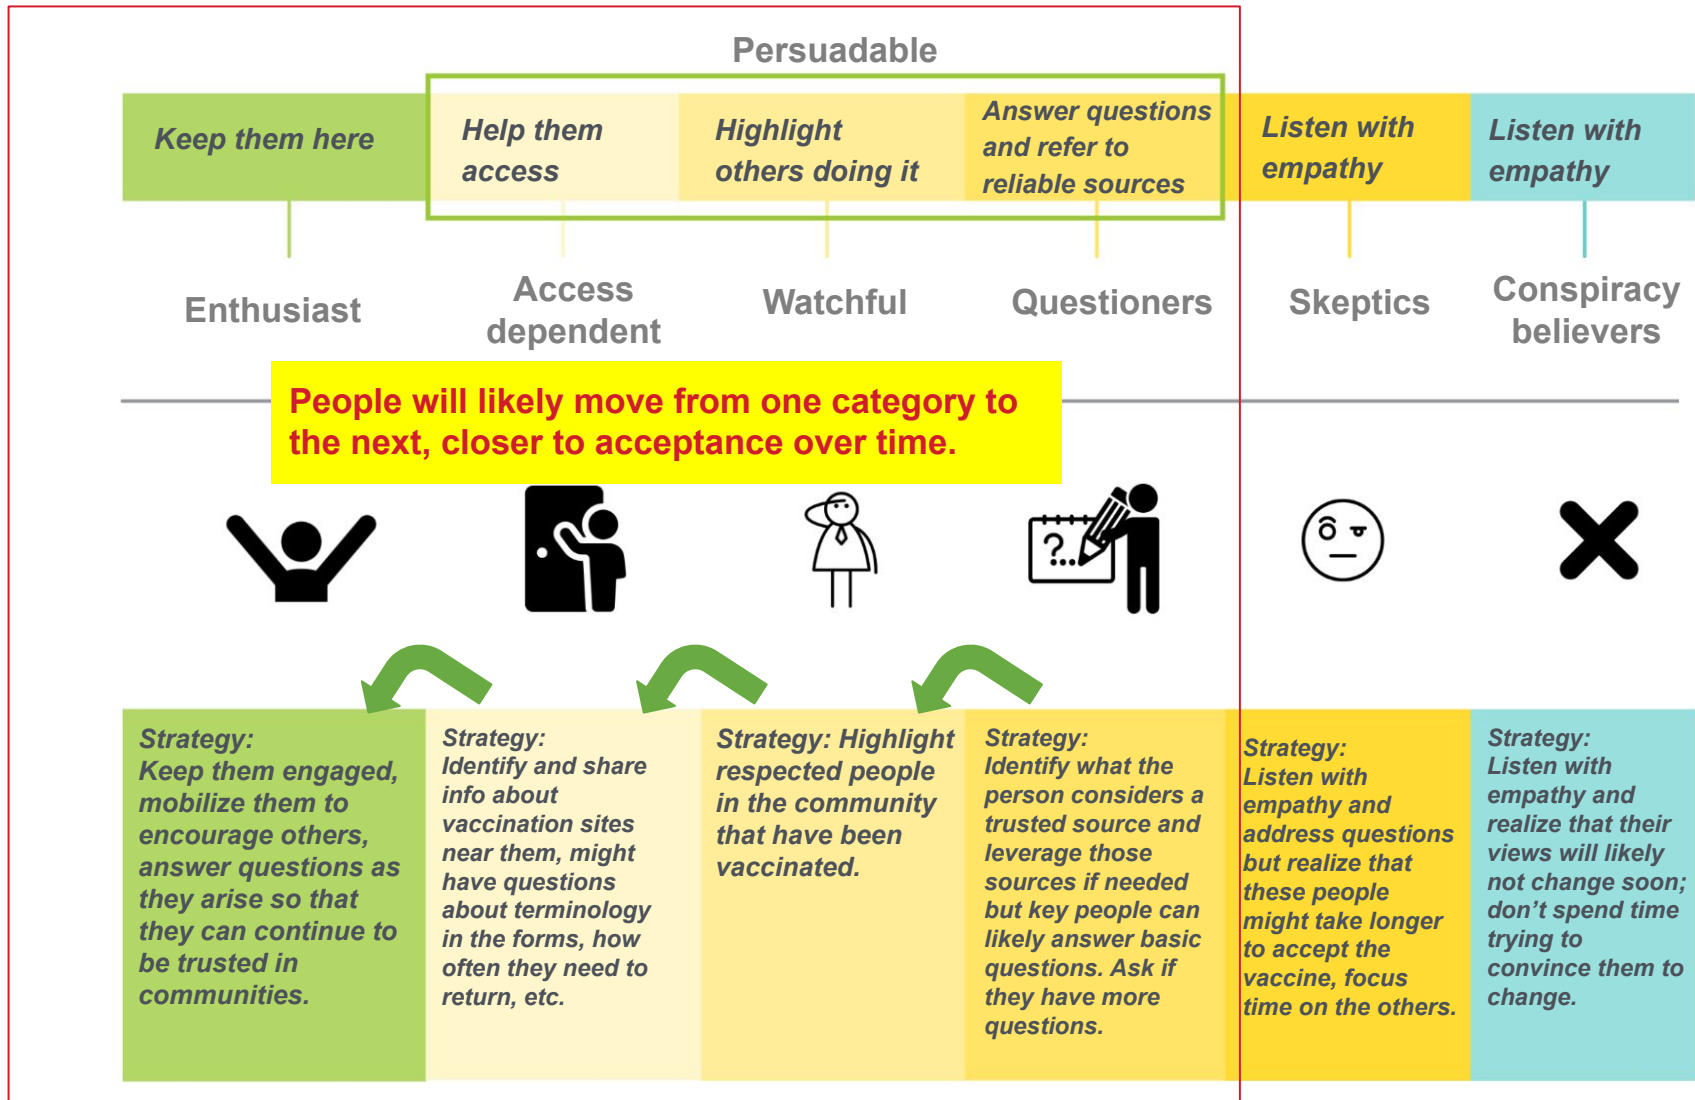 Persuadable
Keep them here
Help them
access
Highlight
others doing it
Answer questions
and refer to
reliable sources
Listen with
empathy
Listen with
empathy
Enthusiast
Access
dependent
Watchful
Questioners
Skeptics
Conspiracy
believers
People will likely move from one category to
the next, closer to acceptance over time.
?...
Strategy:
Keep them engaged,
mobilize them to
encourage others,
answer questions as
they arise so that
they can continue to
be trusted in
communities.
Strategy:
Identify and share
info about
vaccination sites
near them, might
have questions
about terminology
in the forms, how
often they need to
return, etc.
Strategy: Highlight
respected people
in the community
that have been
vaccinated.
Strategy:
Identify what the
person considers a
trusted source and
leverage those
sources if needed
but key people can
likely answer basic
questions. Ask if
they have more
questions.
Strategy:
Listen with
empathy and
address questions
but realize that
these people
might take longer
to accept the
vaccine, focus
time on the others.
Strategy:
Listen with
empathy and
realize that their
views will likely
not change soon;
don’t spend time
trying to
convince them to
change.